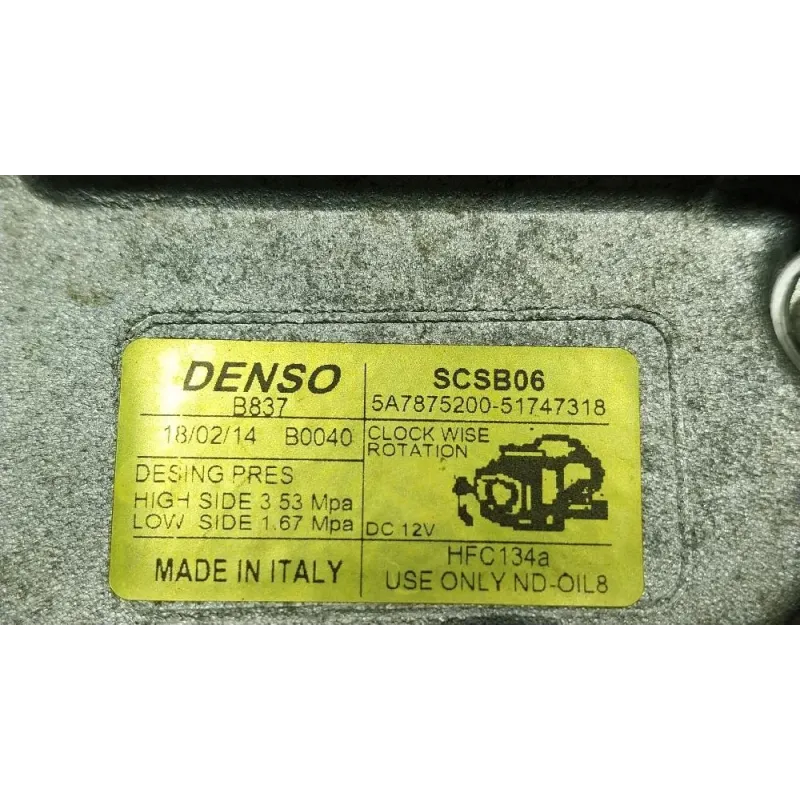 DENSO
B837
18/02/14 B0040
DESING PRES
HIGH SIDE 3 53 Mpa
LOW SIDE 1.67 Mpa
MADE IN ITALY
SCSB06
5A7875200-51747318
CLOCK WISE
ROTATION
DC 12V
HFC134a
USE ONLY ND-OIL8